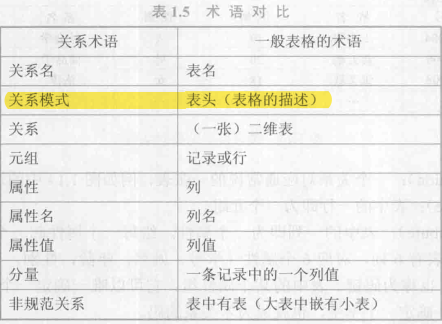 表 1.5 术语对比
关系术语 一般表格的术语
关系名 表名
关系模式 表头（表格的描述）
关系 （一张）二维表
元组 记录或行
属性 列
属性名 列名
属性值 列值
分量 一条记录中的一个列值
非规范关系 表中有表（大表中嵌有小表）